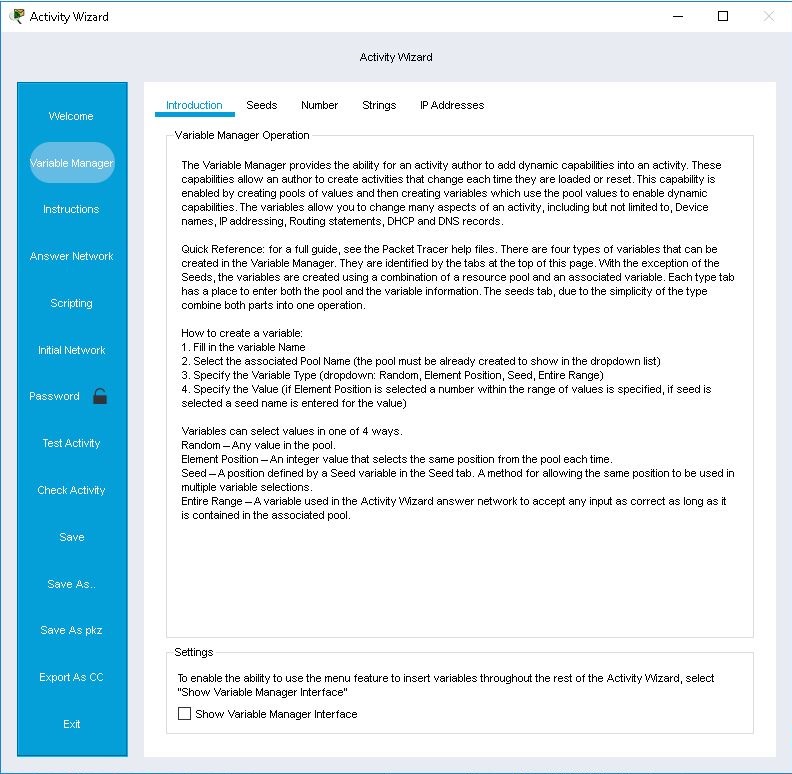 Activity Wizard
Activity Wizard
Welcome
Variable Manager
Instructions
Answer Network
Scripting
Initial Network
Password
Test Activity
Check Activity
Save
Save As..
Save As pkz
Export As CC
Exit
Introduction Seeds Number Strings IP Addresses
Variable Manager Operation
The Variable Manager provides the ability for an activity author to add dynamic capabilities into an activity. These
capabilities allow an author to create activities that change each time they are loaded or reset. This capability is
enabled by creating pools of values and then creating variables which use the pool values to enable dynamic
capabilities. The variables allow you to change many aspects of an activity, including but not limited to, Device
names, IP addressing, Routing statements, DHCP and DNS records.
Quick Reference: for a full guide, see the Packet Tracer help files. There are four types of variables that can be
created in the Variable Manager. They are identified by the tabs at the top of this page. With the exception of the
Seeds, the variables are created using a combination of a resource pool and an associated variable. Each type tab
has a place to enter both the pool and the variable information. The seeds tab, due to the simplicity of the type
combine both parts into one operation.
How to create a variable:
1. Fill in the variable Name
2. Select the associated Pool Name (the pool must be already created to show in the dropdown list)
3. Specify the Variable Type (dropdown: Random, Element Position, Seed, Entire Range)
4. Specify the Value (if Element Position is selected a number within the range of values is specified, if seed is
selected a seed name is entered for the value)
Variables can select values in one of 4 ways.
Random – Any value in the pool.
Element Position – An integer value that selects the same position from the pool each time.
Seed – A position defined by a Seed variable in the Seed tab. A method for allowing the same position to be used in
multiple variable selections.
Entire Range – A variable used in the Activity Wizard answer network to accept any input as correct as long as it
is contained in the associated pool.
Settings
To enable the ability to use the menu feature to insert variables throughout the rest of the Activity Wizard, select
"Show Variable Manager Interface"
Show Variable Manager Interface